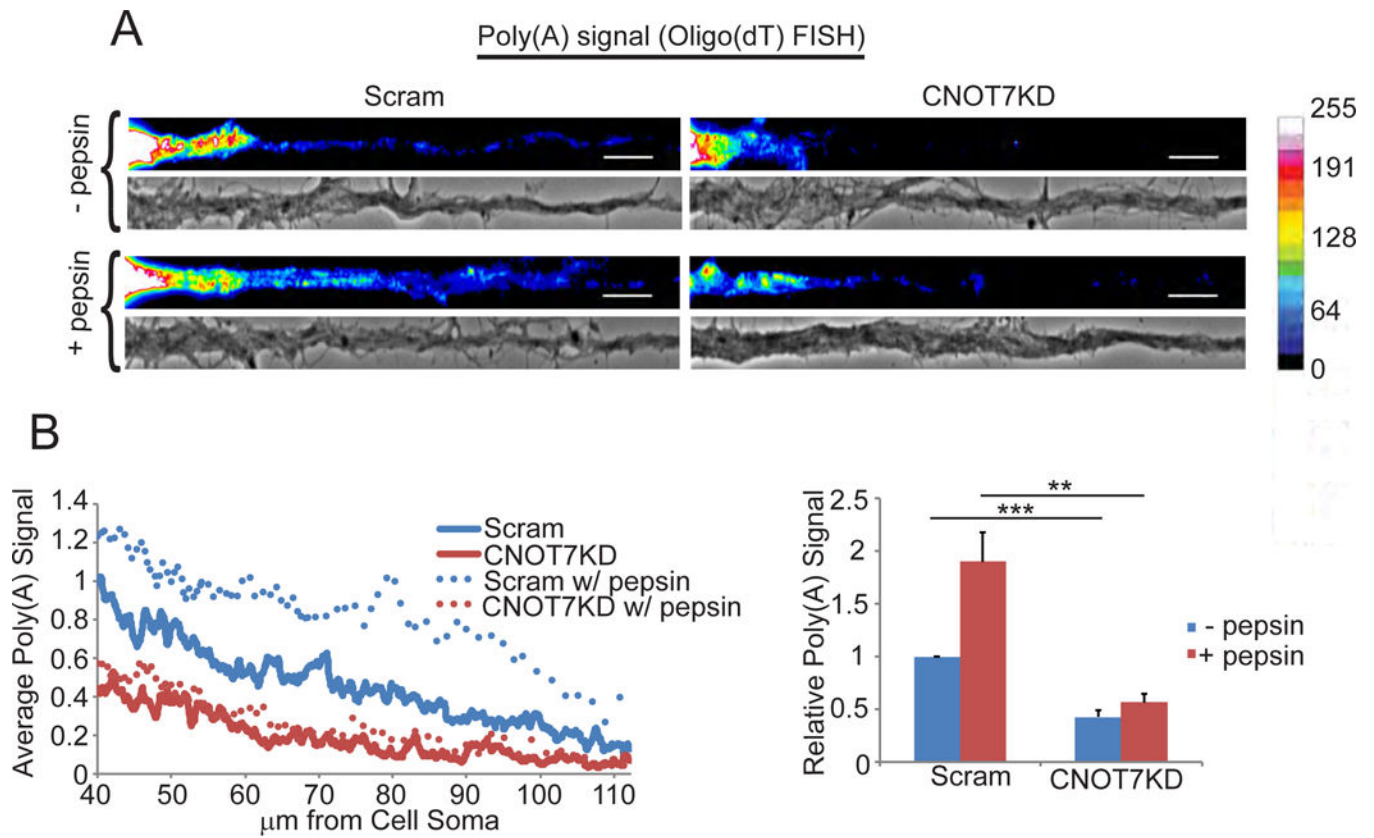 A
Poly(A) signal (Oligo(dT) FISH)
Scram
CNOT7KD
- pepsin
+ pepsin
255
191
128
64
0
B
Average Poly(A) Signal
1.4
1.2
1
0.8
0.6
0.4
0.2
0
40 50 60 70 80 90 100 110
μm from Cell Soma
Scram
CNOT7KD
Scram w/ pepsin
CNOT7KD w/ pepsin
Relative Poly(A) Signal
2.5
2
1.5
1
0.5
0
**
***
Scram CNOT7KD
- pepsin
+ pepsin